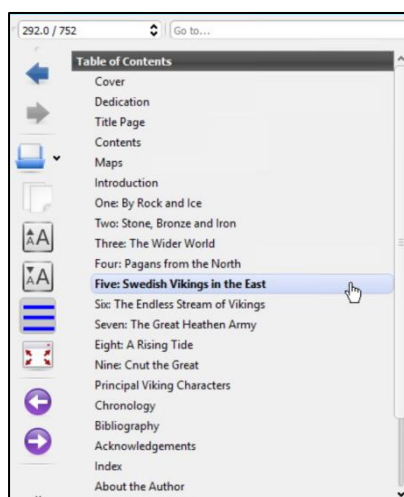 292.0 / 752
Go to...
Table of Contents
Cover
Dedication
Title Page
Contents
Maps
Introduction
One: By Rock and Ice
Two: Stone, Bronze and Iron
Three: The Wider World
Four: Pagans from the North
Five: Swedish Vikings in the East
Six: The Endless Stream of Vikings
Seven: The Great Heathen Army
Eight: A Rising Tide
Nine: Cnut the Great
Principal Viking Characters
Chronology
Bibliography
Acknowledgements
Index
About the Author
AA
AA